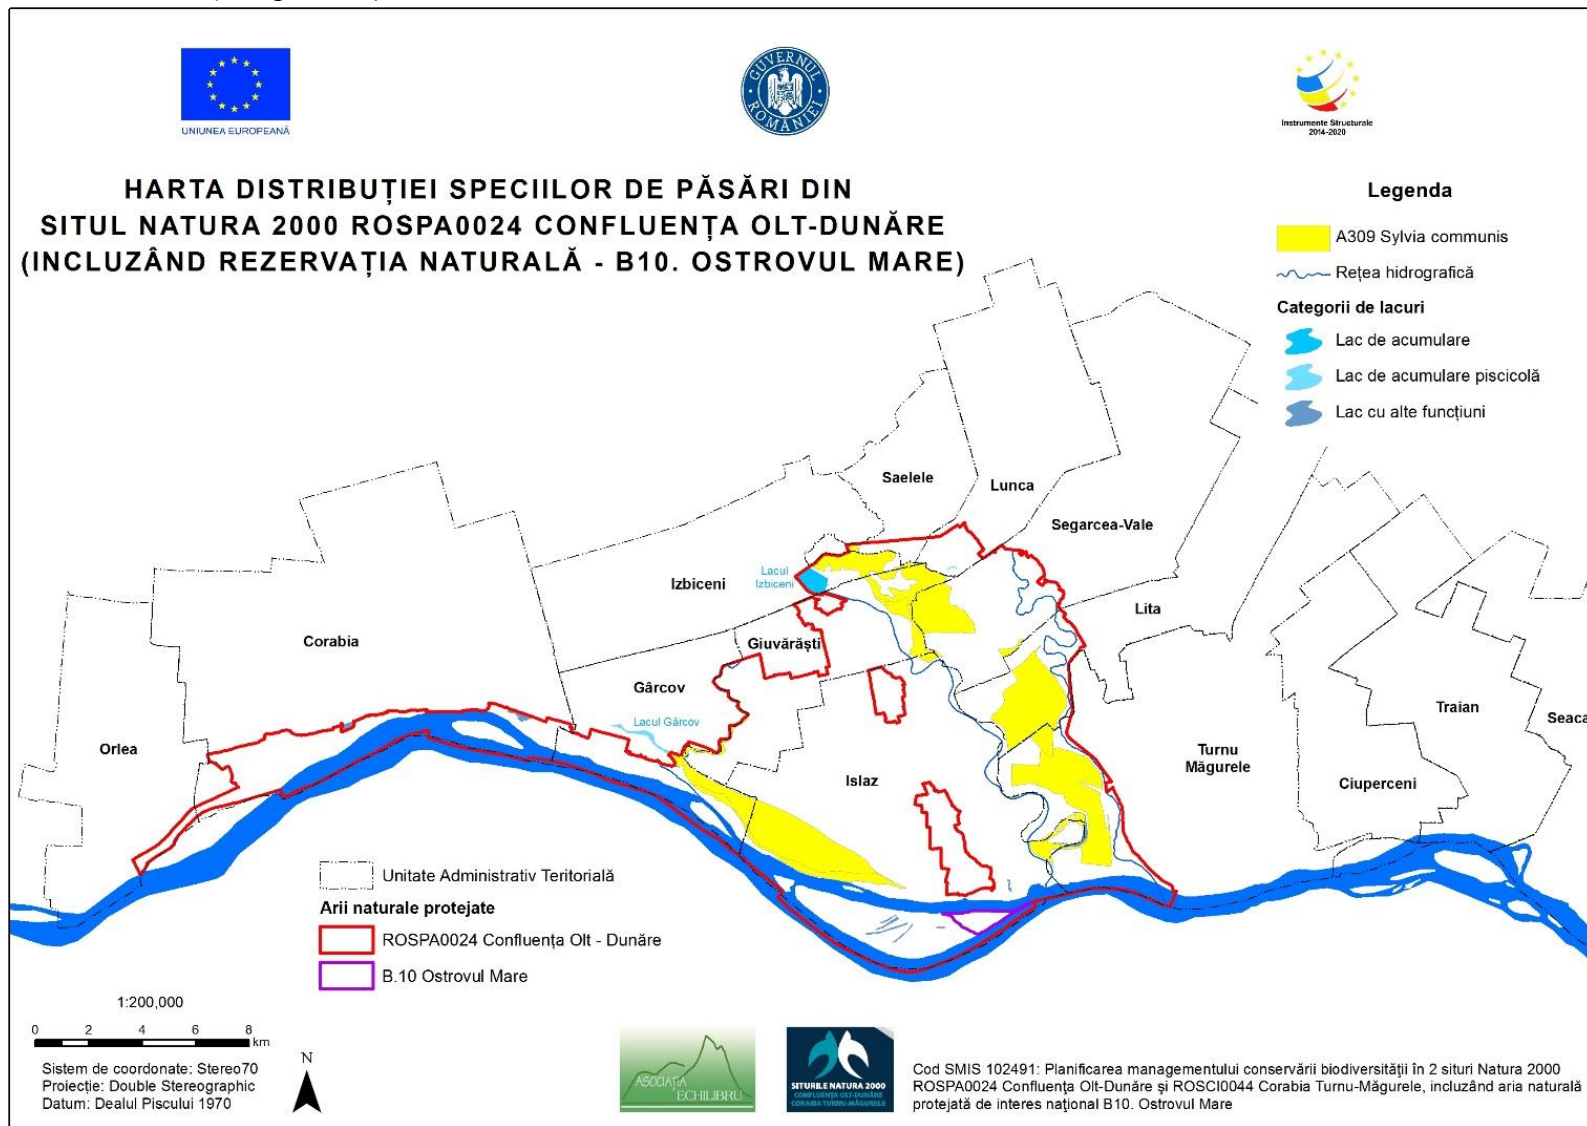 UNIUNEA EUROPEANĂ
GUVERNUL ROMÂNIEI
Instrumente Structurale
2014-2020
HARTA DISTRIBUȚIEI SPECIILOR DE PĂSĂRI DIN
SITUL NATURA 2000 ROSPA0024 CONFLUENȚA OLT-DUNĂRE
(INCLUZÂND REZERVAȚIA NATURALĂ - B10. OSTROVUL MARE)
Legenda
A309 Sylvia communis
Rețea hidrografică
Categorii de lacuri
Lac de acumulare
Lac de acumulare piscicolă
Lac cu alte funcțiuni
Saelele
Lunca
Segarcea-Vale
Lacul
Izbiceni
Izbiceni
Lita
Corabia
Giuvărăști
Gârcov
Lacul Gârcov
Orlea
Islaz
Turnu
Măgurele
Traian
Seaca
Ciuperceni
Unitate Administrativ Teritorială
Arii naturale protejate
ROSPA0024 Confluența Olt - Dunăre
B.10 Ostrovul Mare
1:200,000
0 2 4 6 8
km
N
Sistem de coordonate: Stereo70
Proiecție: Double Stereographic
Datum: Dealul Piscului 1970
ASOCIAȚIA
ECHILIBRU
SITURILE NATURA 2000
CONFLUENȚA OLT-DUNĂRE
CORABIA TURNU-MĂGURELE
Cod SMIS 102491: Planificarea managementului conservării biodiversității în 2 situri Natura 2000
ROSPA0024 Confluența Olt-Dunăre și ROSCI0044 Corabia Turnu-Măgurele, incluzând aria naturală
protejată de interes național B10. Ostrovul Mare